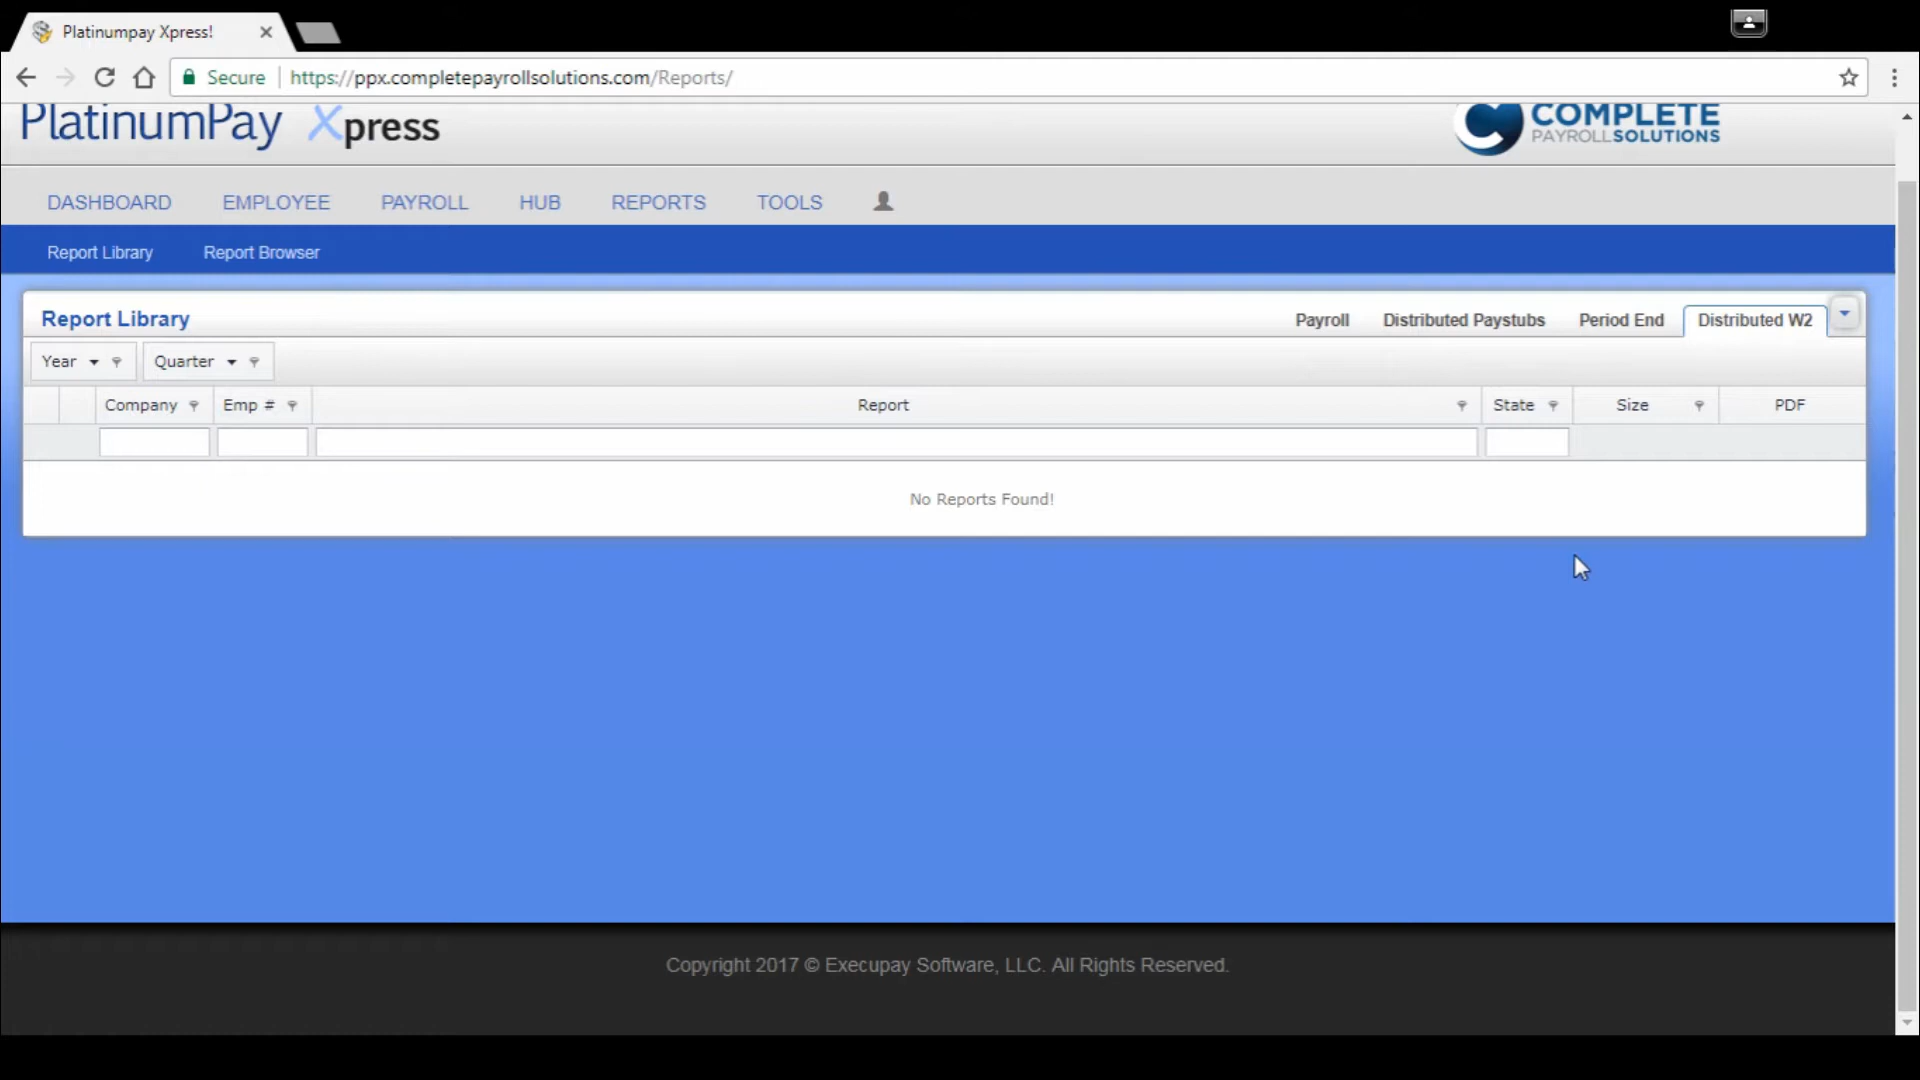 Platinumpay Xpress!
Secure https://ppx.completepayrollsolutions.com/Reports/
PlatinumPay Xpress
COMPLETE
PAYROLLSOLUTIONS
DASHBOARD EMPLOYEE PAYROLL HUB REPORTS TOOLS
Report Library Report Browser
Report Library Payroll Distributed Paystubs Period End Distributed W2
Year Quarter
Company Emp # Report State Size PDF
No Reports Found!
Copyright 2017 © Execupay Software, LLC. All Rights Reserved.